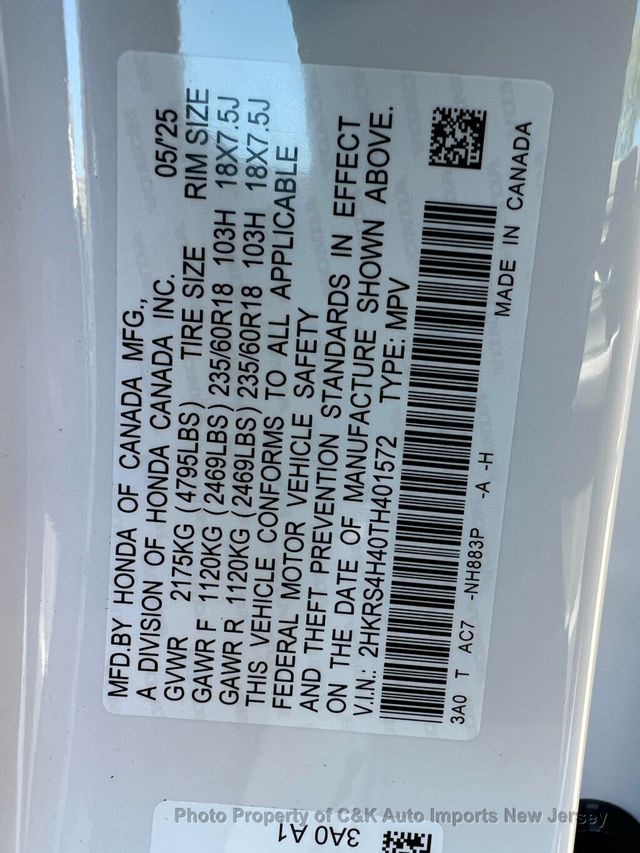 MFD.BY HONDA OF CANADA MFG.,
A DIVISION OF HONDA CANADA INC. 05/'25
GVWR 2175KG (4795LBS) TIRE SIZE RIM SIZE
GAWR F 1120KG (2469LBS) 235/60R18 103H 18X7.5J
GAWR R 1120KG (2469LBS) 235/60R18 103H 18X7.5J
THIS VEHICLE CONFORMS TO ALL APPLICABLE
FEDERAL MOTOR VEHICLE SAFETY
AND THEFT PREVENTION STANDARDS IN EFFECT
ON THE DATE OF MANUFACTURE SHOWN ABOVE.
V.I.N.: 2HKRS4H40TH401572 TYPE: MPV
3A0 T AC7 -NH883P -A -H
MADE IN CANADA
3A0 A1
Photo Property of C&K Auto Imports New Jersey